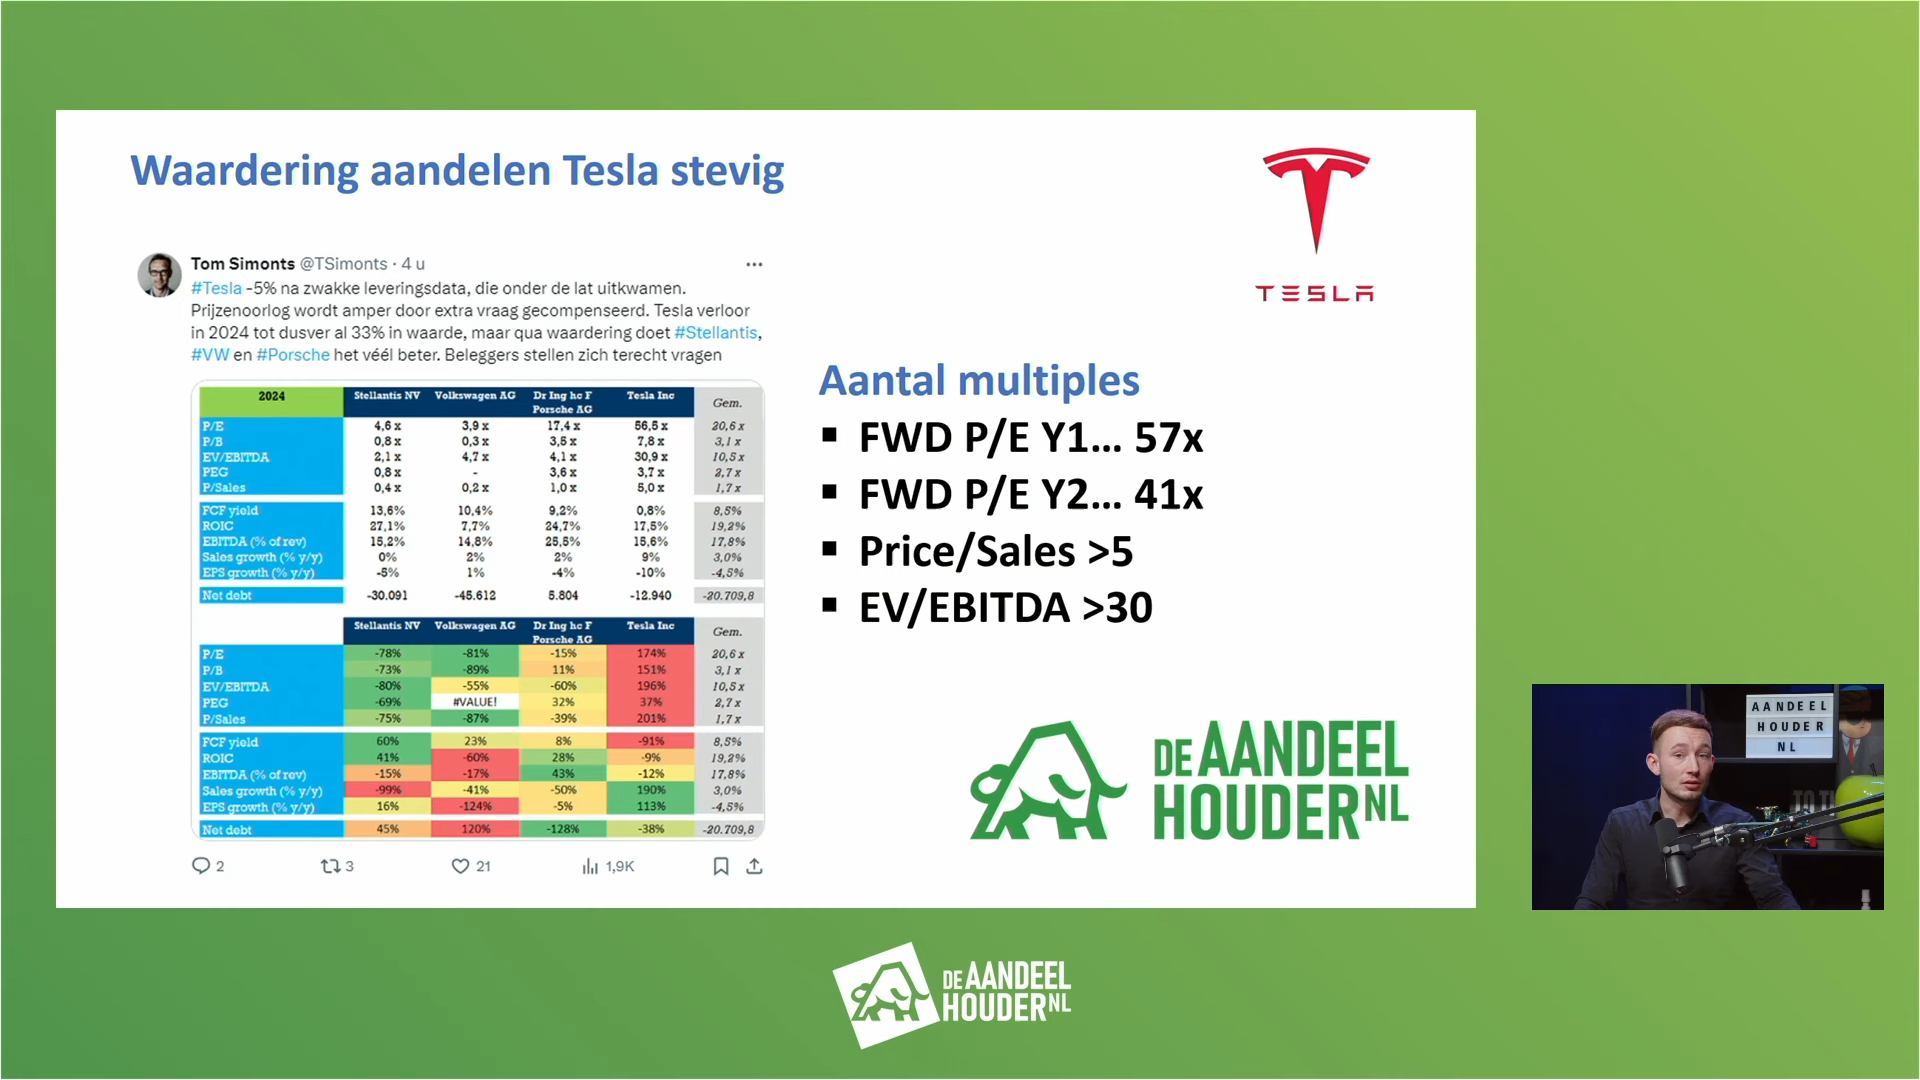 Waardering aandelen Tesla stevig
TESLA
Tom Simonts @TSimonts · 4 u
#Tesla -5% na zwakke leveringsdata, die onder de lat uitkwamen.
Prijzenoorlog wordt amper door extra vraag gecompenseerd. Tesla verloor
in 2024 tot dusver al 33% in waarde, maar qua waardering doet #Stellantis,
#VW en #Porsche het véél beter. Beleggers stellen zich terecht vragen
2024 Stellantis NV Volkswagen AG Dr Ing hc F Porsche AG Tesla Inc Gem.
P/E 4,6 x 3,9 x 17,4 x 56,5 x 20,6 x
P/B 0,8 x 0,3 x 3,5 x 7,8 x 3,1 x
EV/EBITDA 2,1 x 4,7 x 4,1 x 30,9 x 10,5 x
PEG 0,8 x - 3,6 x 3,7 x 2,7 x
P/Sales 0,4 x 0,2 x 1,0 x 5,0 x 1,7 x
FCF yield 13,6% 10,4% 9,2% 0,8% 8,5%
ROIC 27,1% 7,7% 24,7% 17,5% 19,2%
EBITDA (% of rev) 15,2% 14,8% 25,5% 15,6% 17,8%
Sales growth (% y/y) 0% 2% 2% 9% 3,0%
EPS growth (% y/y) -5% 1% -4% -10% -4,5%
Net debt -30.091 -45.612 5.804 -12.940 -20.709,8
Stellantis NV Volkswagen AG Dr Ing hc F Porsche AG Tesla Inc Gem.
P/E -78% -81% -15% 174% 20,6 x
P/B -73% -89% 11% 151% 3,1 x
EV/EBITDA -80% -55% -60% 196% 10,5 x
PEG -69% #VALUE! 32% 37% 2,7 x
P/Sales -75% -87% -39% 201% 1,7 x
FCF yield 60% 23% 8% -91% 8,5%
ROIC 41% -60% 28% -9% 19,2%
EBITDA (% of rev) -15% -17% 43% -12% 17,8%
Sales growth (% y/y) -99% -41% -50% 190% 3,0%
EPS growth (% y/y) 16% -124% -5% 113% -4,5%
Net debt 45% 120% -128% -38% -20.709,8
2 3 21 1,9K
Aantal multiples
▪ FWD P/E Y1... 57x
▪ FWD P/E Y2... 41x
▪ Price/Sales >5
▪ EV/EBITDA >30
DE AANDEEL
HOUDER NL
AANDEEL
HOUDER
NL
DE AANDEEL
HOUDER NL